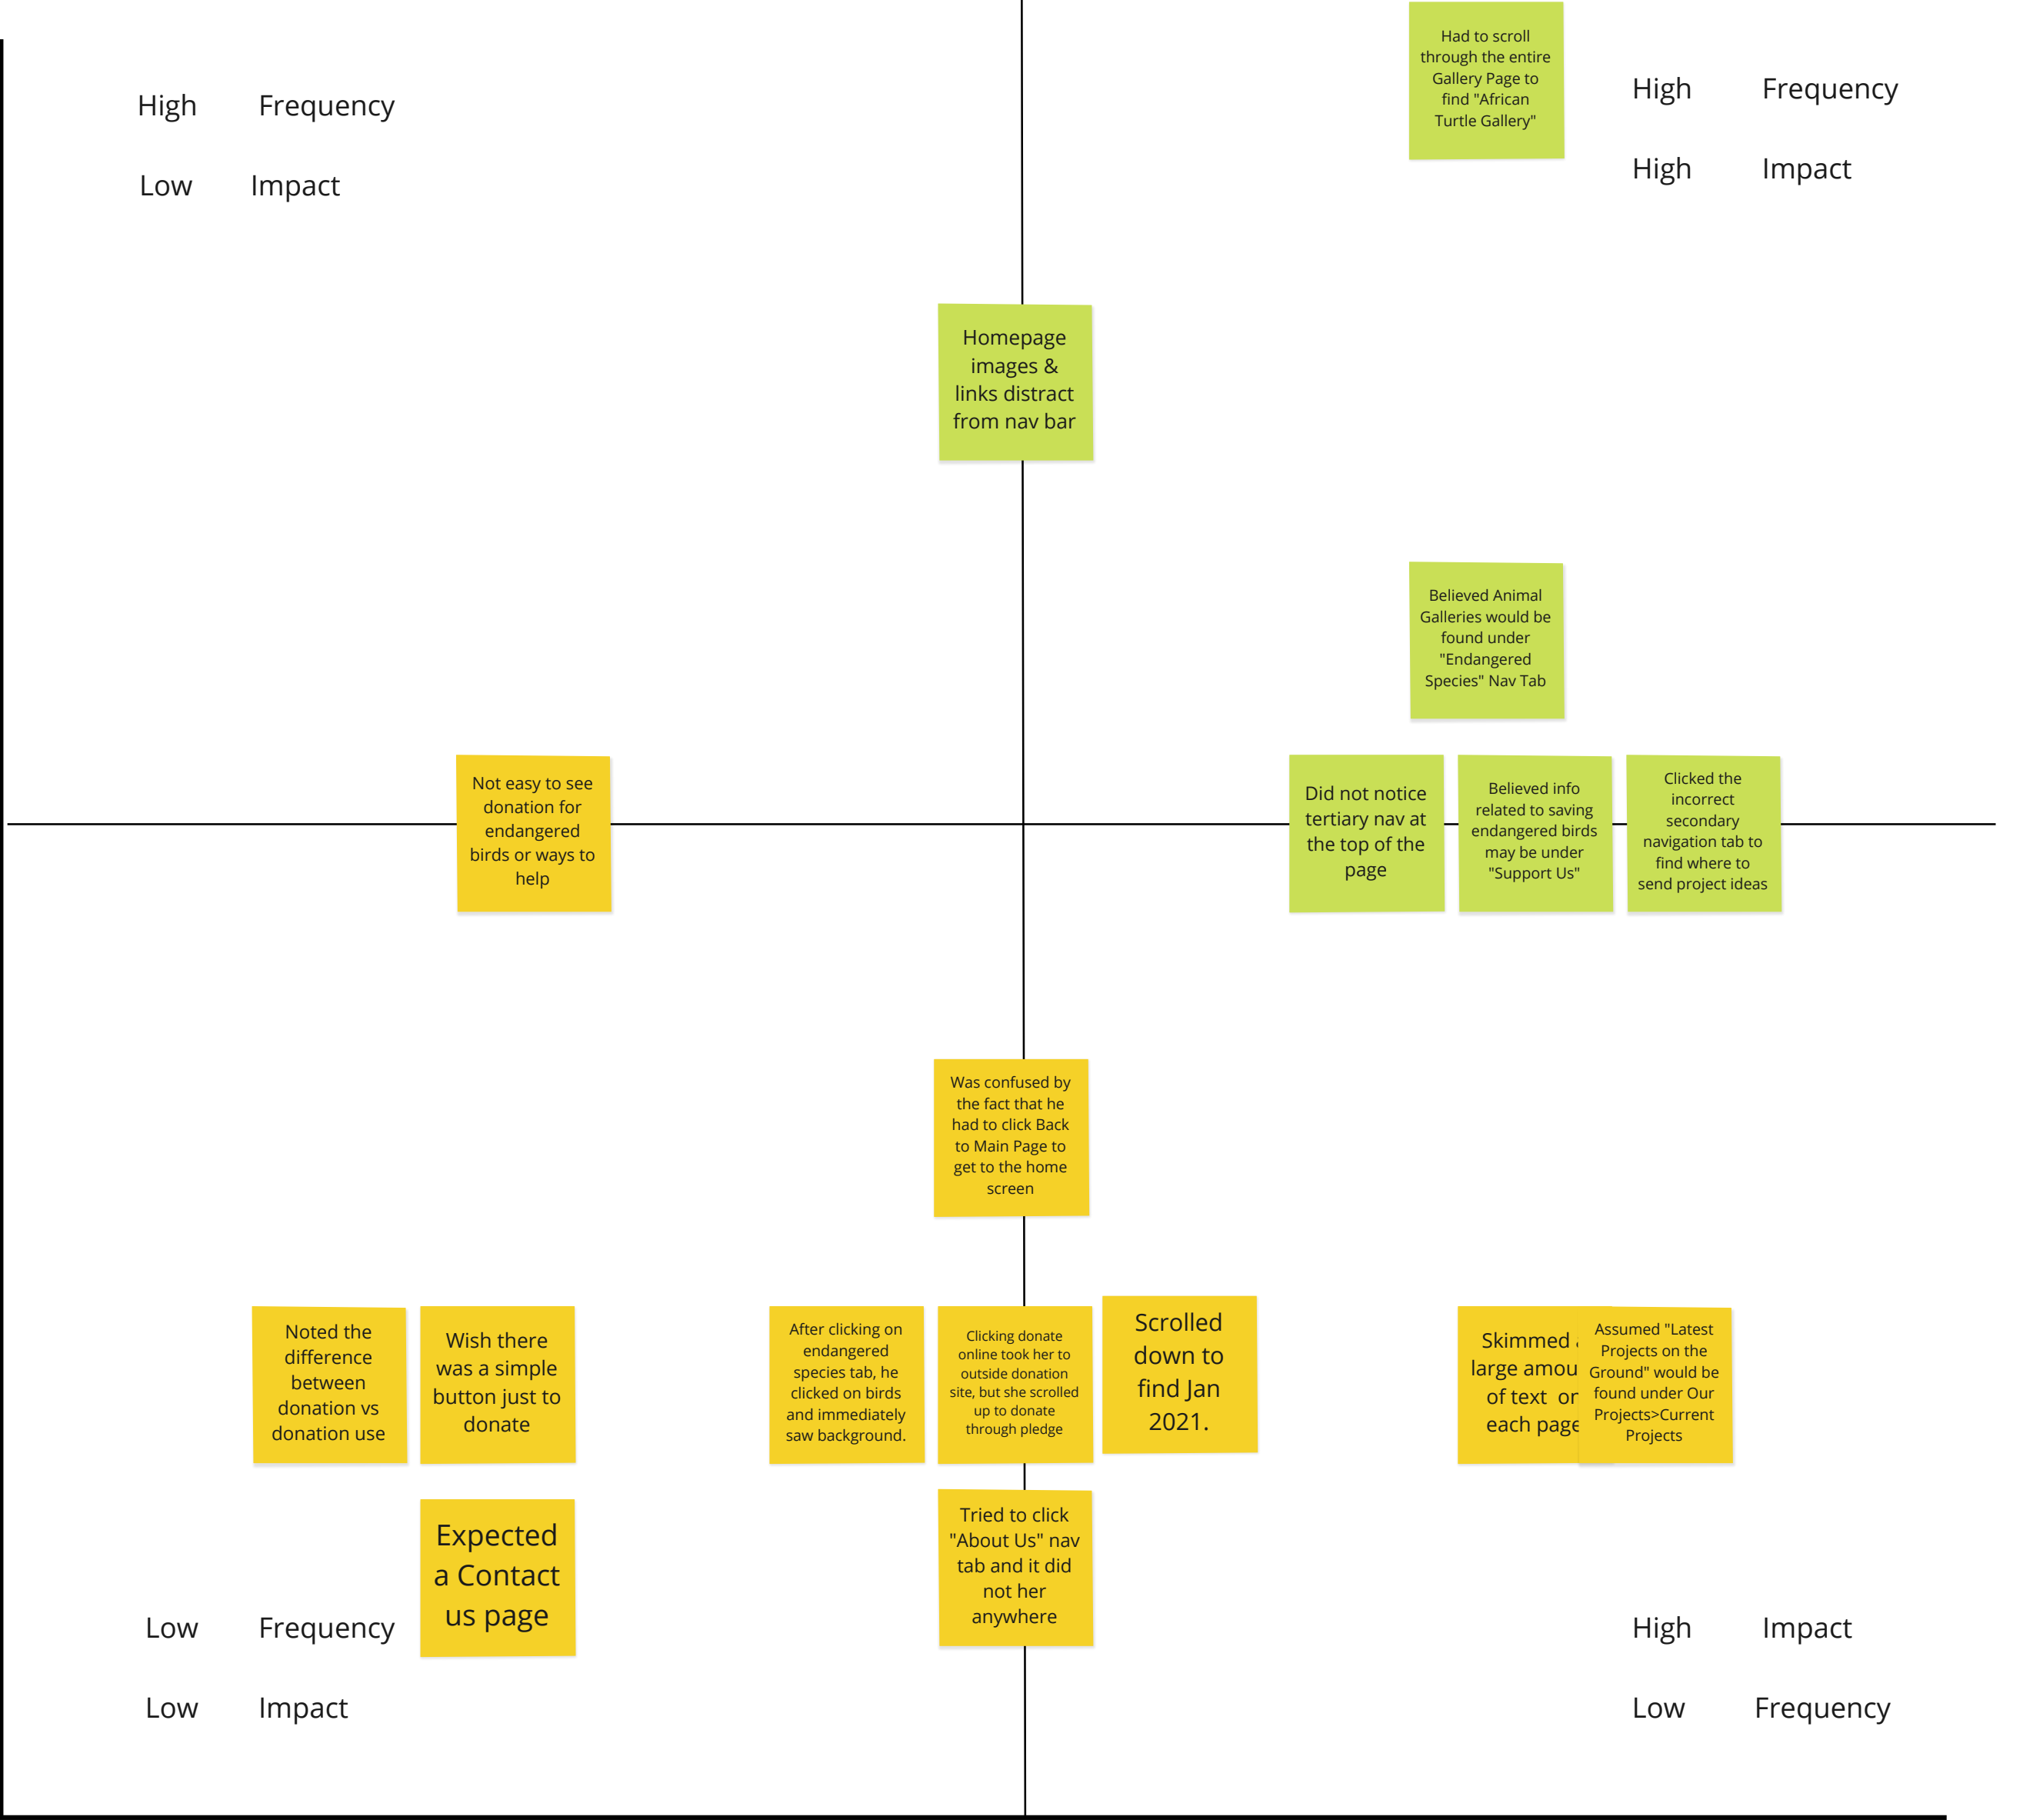 High Frequency
Low Impact
Had to scroll
through the entire
Gallery Page to
find "African
Turtle Gallery"
High Frequency
High Impact
Homepage
images &
links distract
from nav bar
Believed Animal
Galleries would be
found under
"Endangered
Species" Nav Tab
Not easy to see
donation for
endangered
birds or ways to
help
Did not notice
tertiary nav at
the top of the
page
Believed info
related to saving
endangered birds
may be under
"Support Us"
Clicked the
incorrect
secondary
navigation tab to
find where to
send project ideas
Was confused by
the fact that he
had to click Back
to Main Page to
get to the home
screen
Noted the
difference
between
donation vs
donation use
Wish there
was a simple
button just to
donate
After clicking on
endangered
species tab, he
clicked on birds
and immediately
saw background.
Clicking donate
online took her to
outside donation
site, but she scrolled
up to donate
through pledge
Scrolled
down to
find Jan
2021.
Skimmed
large
of text
each page
Assumed "Latest
Projects on the
Ground" would be
found under Our
Projects>Current
Projects
Expected
a Contact
us page
Tried to click
"About Us" nav
tab and it did
not her
anywhere
Low Frequency
Low Impact
High Impact
Low Frequency